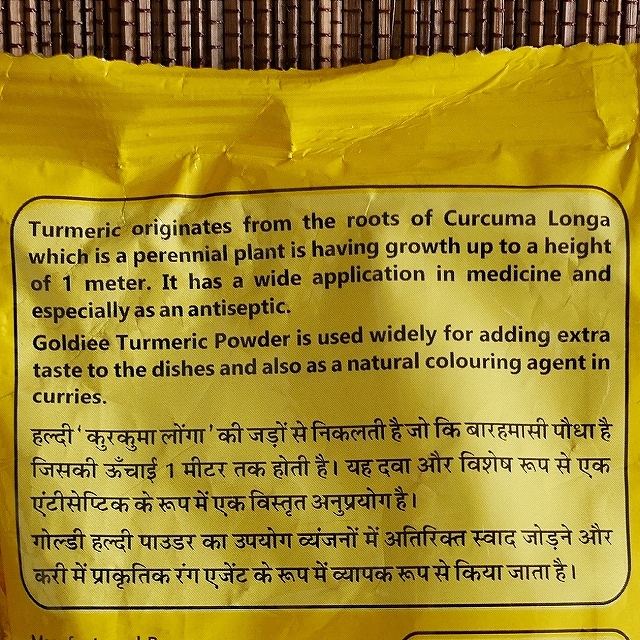 Turmeric originates from the roots of Curcuma Longa
which is a perennial plant is having growth up to a height
of 1 meter. It has a wide application in medicine and
especially as an antiseptic.
Goldiee Turmeric Powder is used widely for adding extra
taste to the dishes and also as a natural colouring agent in
curries.
हल्दी 'कुरकुमा लोंगा' की जड़ों से निकलती है जो कि बारहमासी पौधा है
जिसकी ऊँचाई 1 मीटर तक होती है। यह दवा और विशेष रूप से एक
एंटीसेप्टिक के रूप में एक विस्तृत अनुप्रयोग है।
गोल्डी हल्दी पाउडर का उपयोग व्यंजनों में अतिरिक्त स्वाद जोड़ने और
करी में प्राकृतिक रंग एजेंट के रूप में व्यापक रूप से किया जाता है।